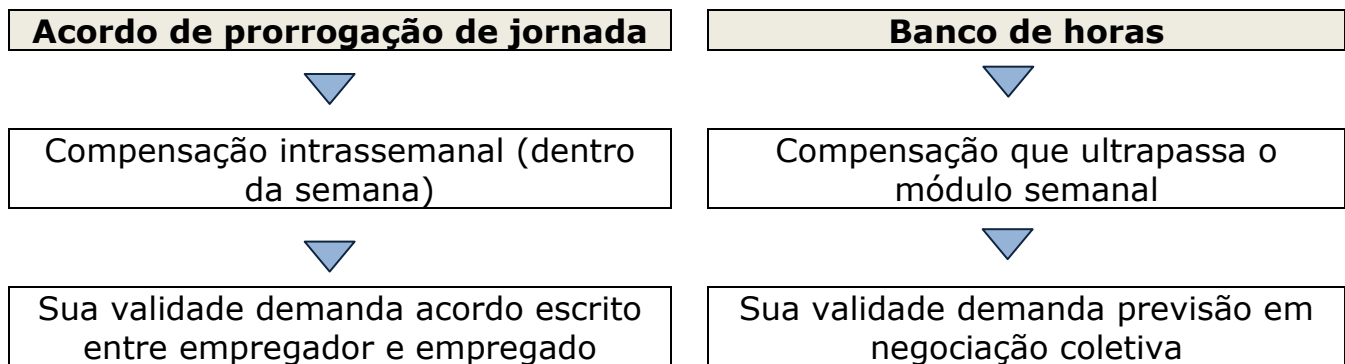 Acordo de prorrogação de jornada
Compensação intrassemanal (dentro
da semana)
Sua validade demanda acordo escrito
entre empregador e empregado
Banco de horas
Compensação que ultrapassa o
módulo semanal
Sua validade demanda previsão em
negociação coletiva